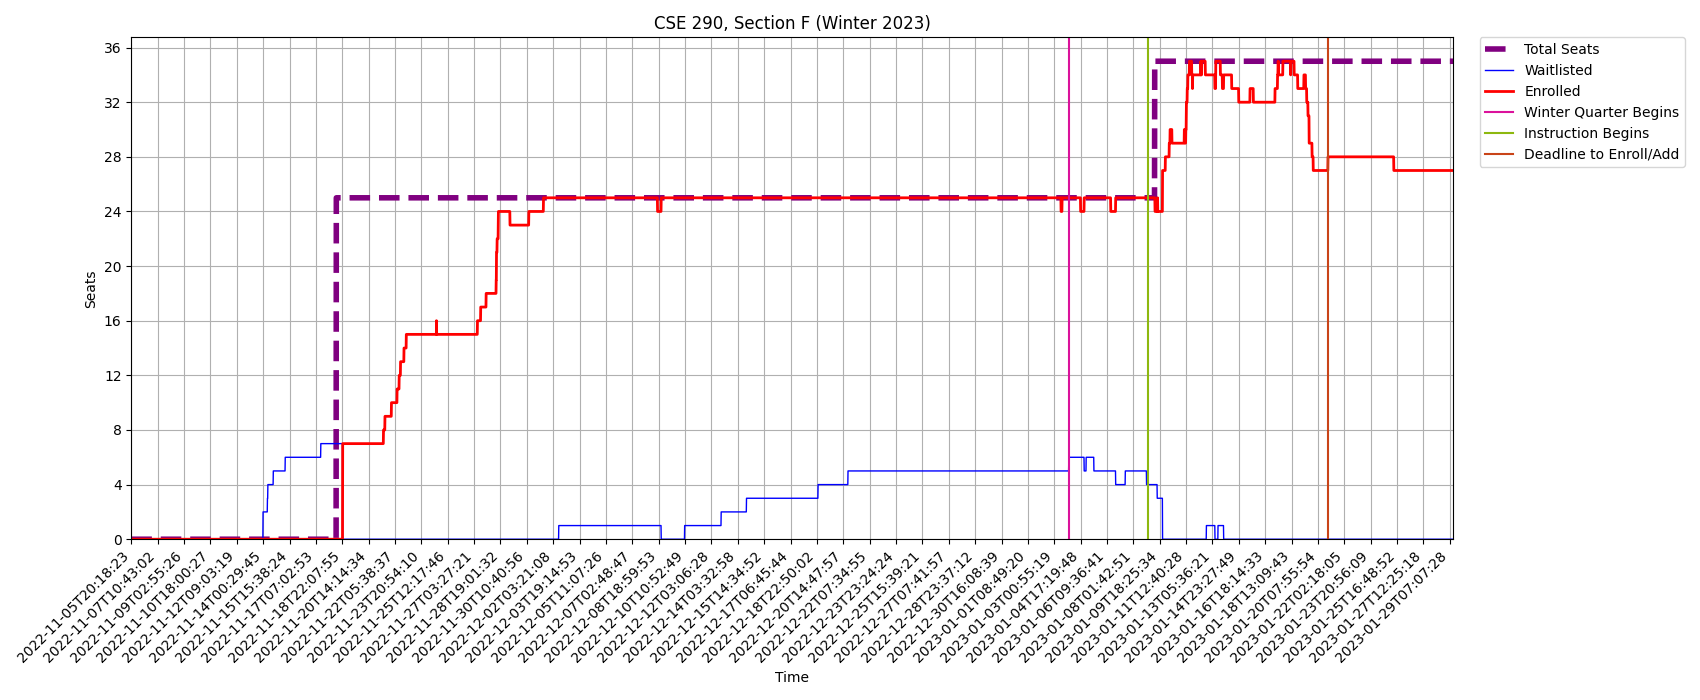 CSE 290, Section F (Winter 2023)
36
32
28
24
20
16
12
8
4
0
Seats
Total Seats
Waitlisted
Enrolled
Winter Quarter Begins
Instruction Begins
Deadline to Enroll/Add
2022-11-05T20:18:23
2022-11-07T10:43:02
2022-11-09T02:55:26
2022-11-10T18:00:27
2022-11-12T09:03:19
2022-11-14T00:29:45
2022-11-15T15:38:24
2022-11-17T07:02:53
2022-11-18T22:07:55
2022-11-20T14:14:34
2022-11-22T05:38:37
2022-11-23T20:54:10
2022-11-25T12:17:46
2022-11-27T03:27:21
2022-11-28T19:01:32
2022-11-30T10:40:56
2022-12-02T03:21:08
2022-12-03T19:14:53
2022-12-05T11:07:26
2022-12-07T02:48:47
2022-12-08T18:59:53
2022-12-10T10:52:49
2022-12-12T03:06:28
2022-12-14T03:32:58
2022-12-15T14:34:52
2022-12-17T06:45:44
2022-12-18T22:50:02
2022-12-20T14:47:57
2022-12-22T07:34:55
2022-12-23T23:24:24
2022-12-25T15:39:21
2022-12-27T07:41:57
2022-12-28T23:37:12
2022-12-30T16:08:39
2023-01-01T08:49:20
2023-01-03T00:55:19
2023-01-04T17:19:48
2023-01-06T09:36:41
2023-01-08T01:42:51
2023-01-09T18:25:34
2023-01-11T12:40:28
2023-01-13T05:36:21
2023-01-14T23:27:49
2023-01-16T18:14:33
2023-01-18T13:09:43
2023-01-20T07:55:54
2023-01-22T02:18:05
2023-01-23T20:56:09
2023-01-25T16:48:52
2023-01-27T12:25:18
2023-01-29T07:07:28
Time